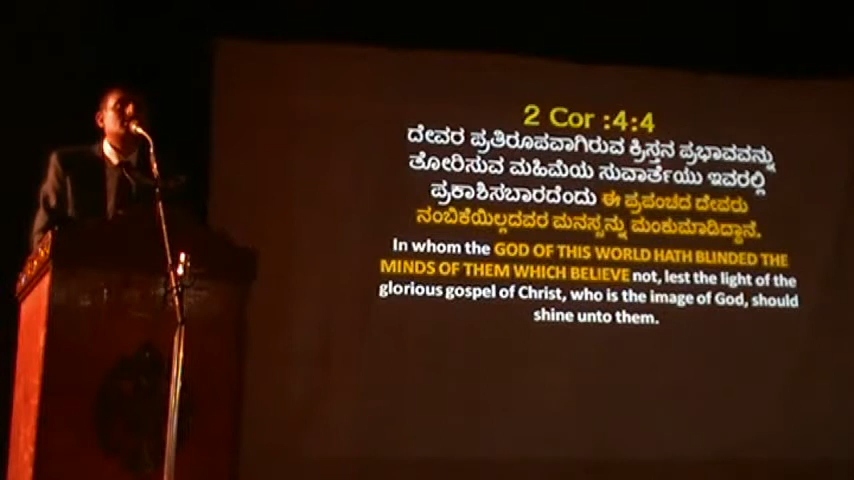 2 Cor :4:4
ದೇವರ ಪ್ರತಿರೂಪವಾಗಿರುವ ಕ್ರಿಸ್ತನ ಪ್ರಭಾವವನ್ನು
ತೋರಿಸುವ ಮಹಿಮೆಯ ಸುವಾರ್ತೆಯು ಇವರಲ್ಲಿ
ಪ್ರಕಾಶಿಸಬಾರದೆಂದು ಈ ಪ್ರಪಂಚದ ದೇವರು
ನಂಬಿಕೆಯಿಲ್ಲದವರ ಮನಸ್ಸನ್ನು ಮಂಕುಮಾಡಿದ್ದಾನೆ.
In whom the GOD OF THIS WORLD HATH BLINDED THE
MINDS OF THEM WHICH BELIEVE not, lest the light of the
glorious gospel of Christ, who is the image of God, should
shine unto them.